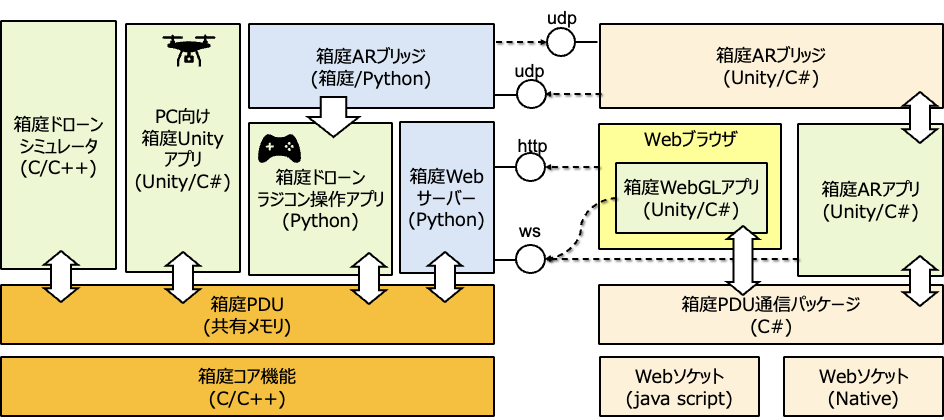 箱庭ドローン
シミュレータ
(C/C++)
PC向け
箱庭Unity
アプリ
(Unity/C#)
箱庭ARブリッジ
(箱庭/Python)
箱庭ドローン
ラジコン操作アプリ
(Python)
箱庭Web
サーバー
(Python)
udp
udp
http
ws
箱庭ARブリッジ
(Unity/C#)
Webブラウザ
箱庭WebGLアプリ
(Unity/C#)
箱庭ARアプリ
(Unity/C#)
箱庭PDU
(共有メモリ)
箱庭PDU通信パッケージ
(C#)
箱庭コア機能
(C/C++)
Webソケット
(java script)
Webソケット
(Native)